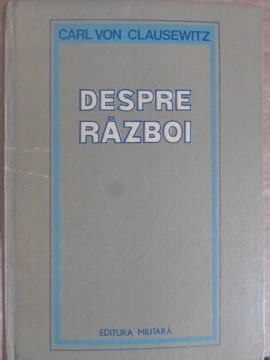 CARL VON CLAUSEWITZ
DESPRE
RĂZBOI
EDITURA MILITARĂ